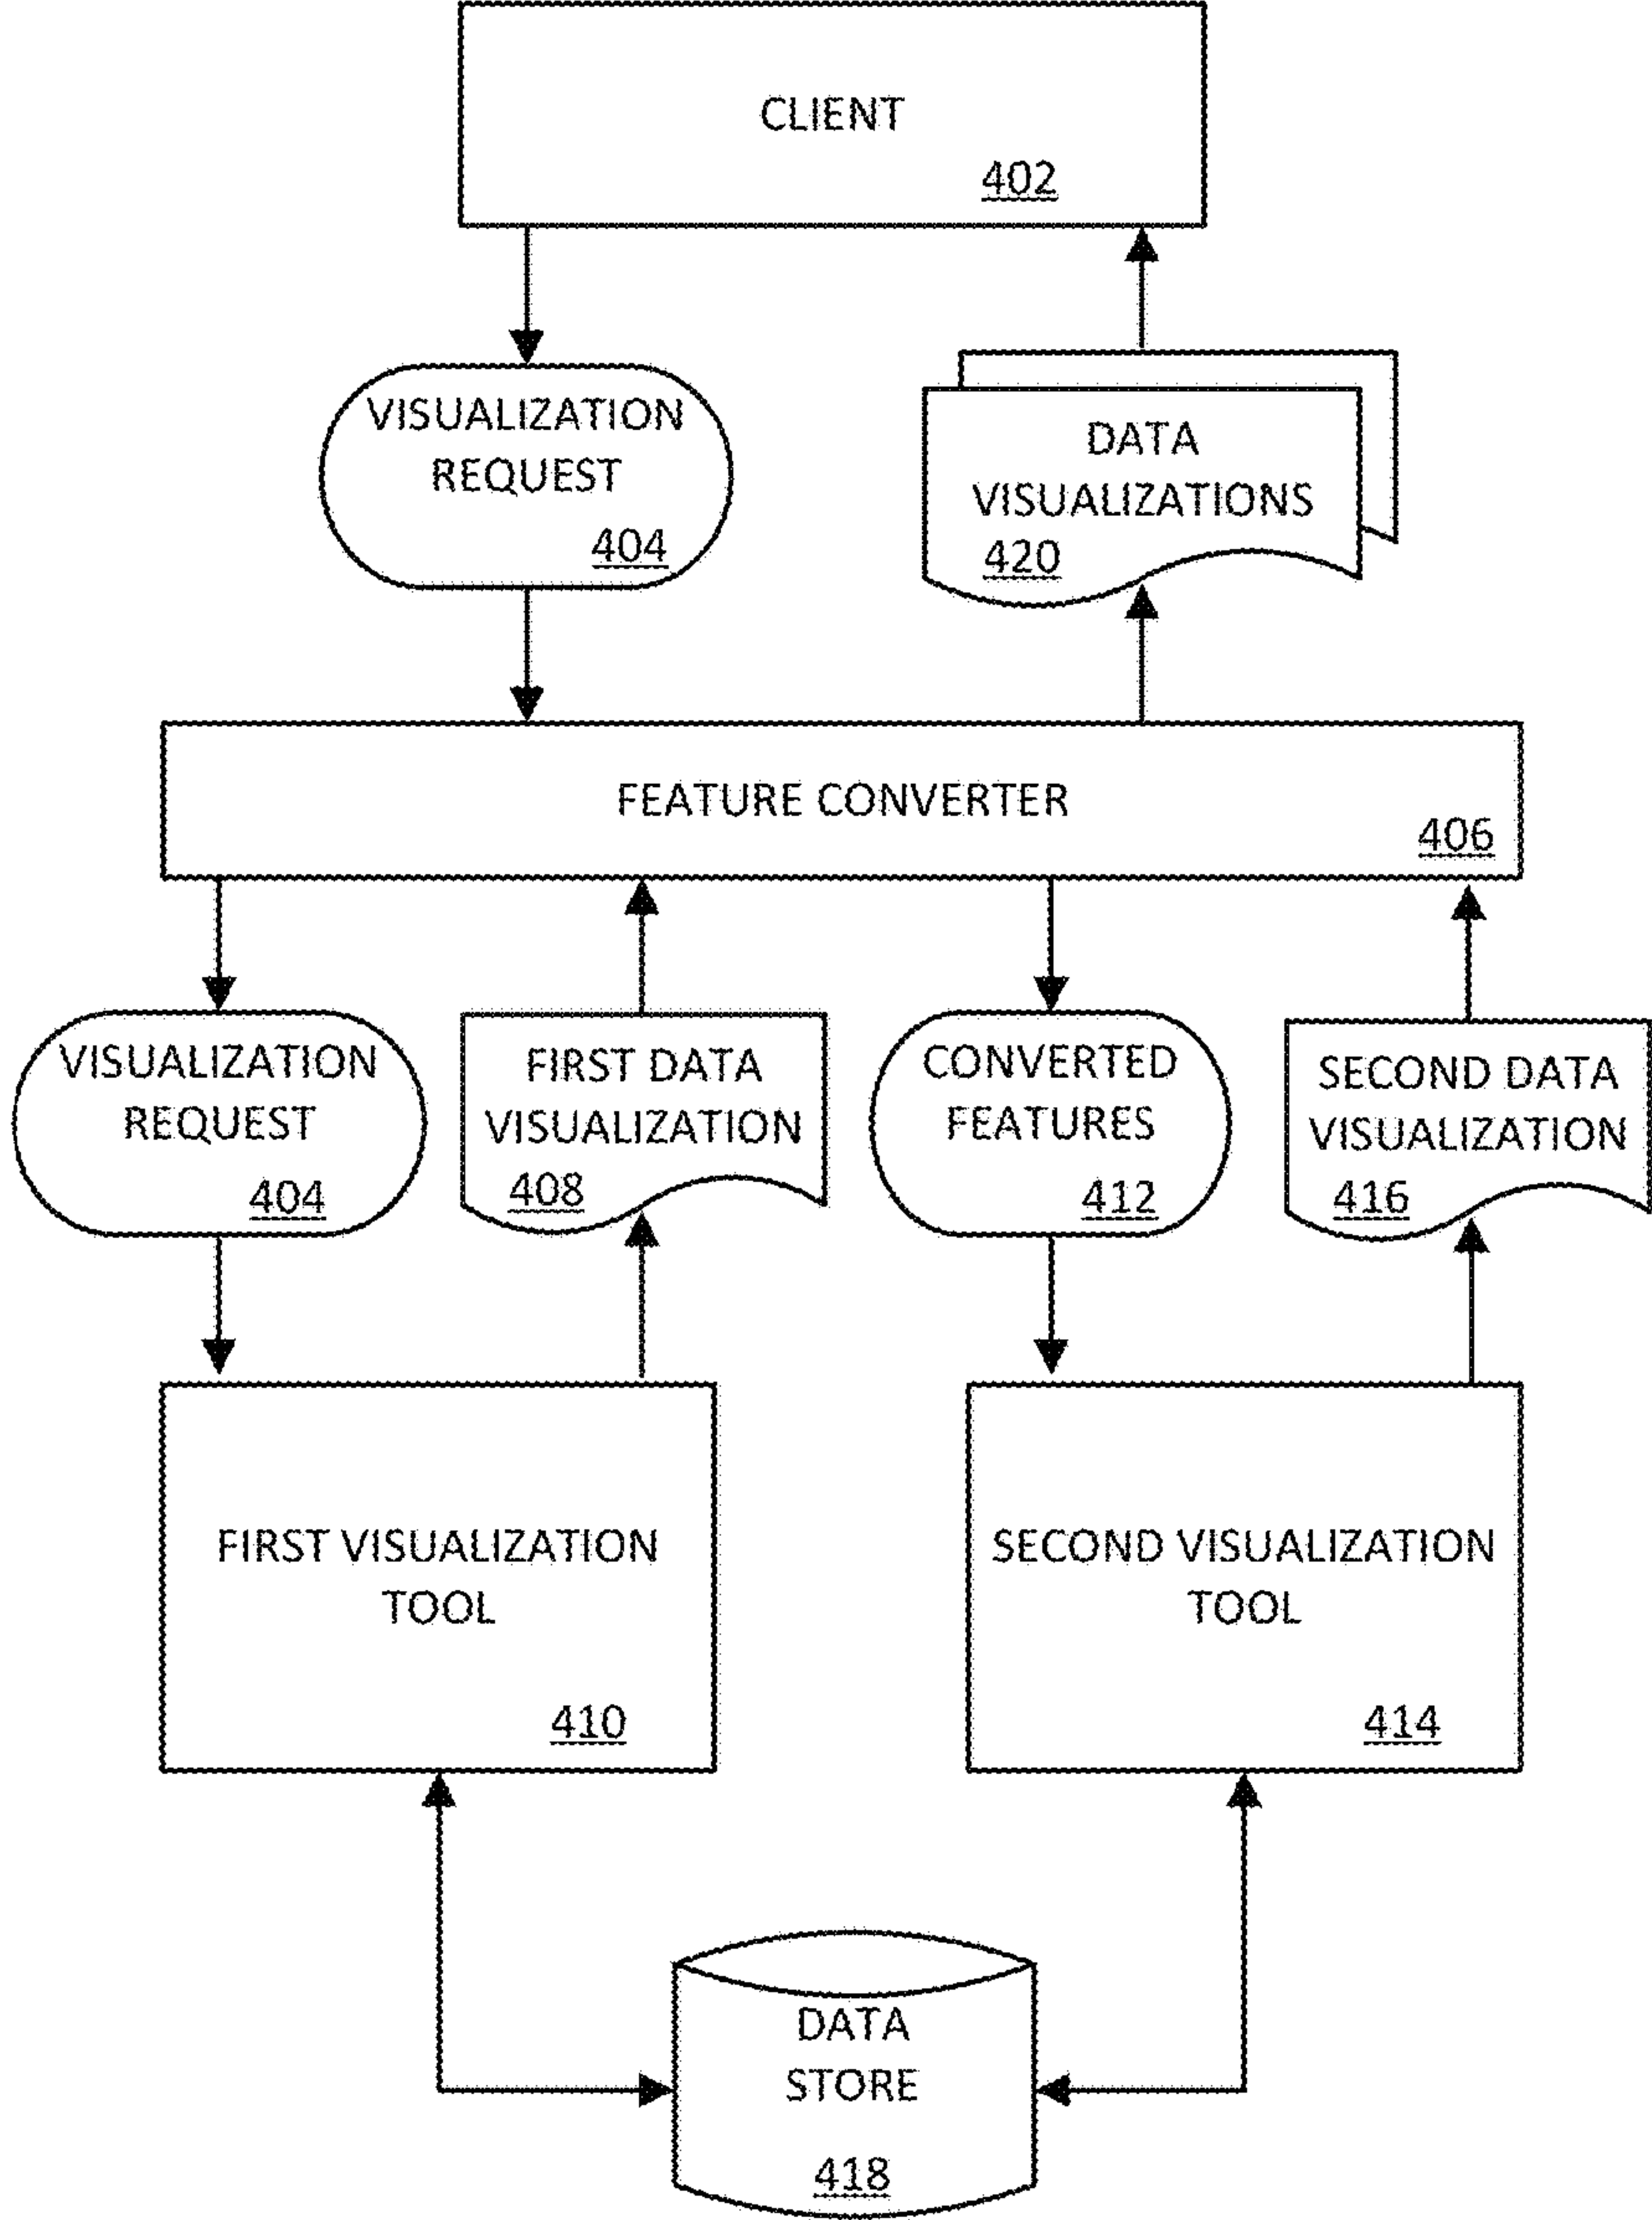 CLIENT
402
VISUALIZATION
REQUEST
404
DATA
VISUALIZATIONS
420
FEATURE CONVERTER
406
VISUALIZATION
REQUEST
404
FIRST DATA
VISUALIZATION
408
CONVERTED
FEATURES
412
SECOND DATA
VISUALIZATION
416
FIRST VISUALIZATION
TOOL
410
SECOND VISUALIZATION
TOOL
414
DATA
STORE
418